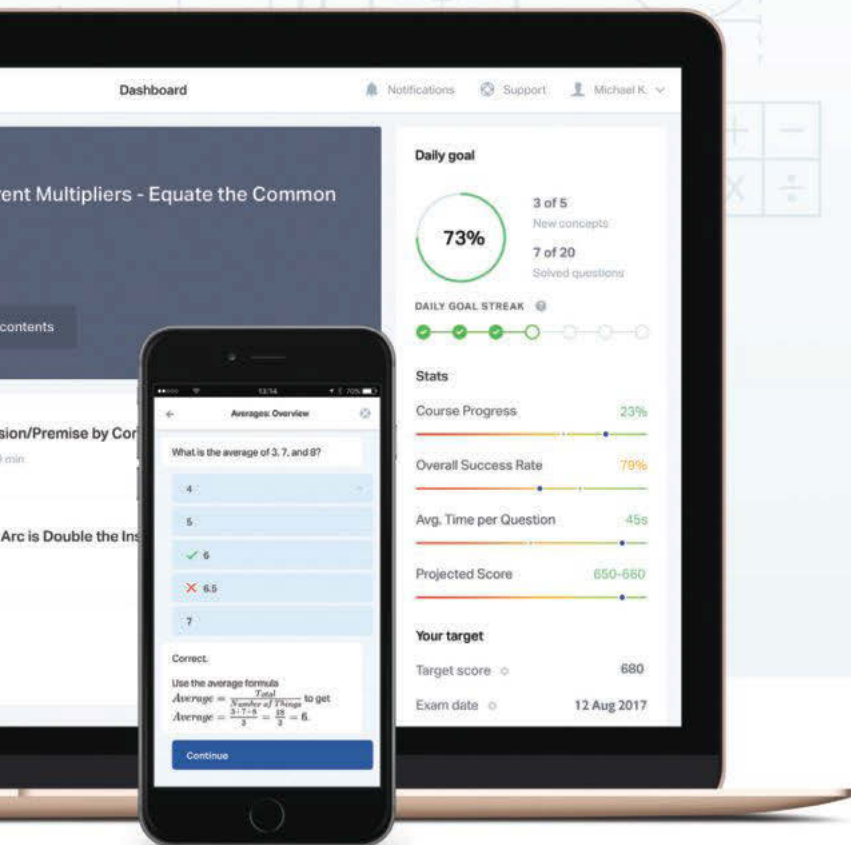 Dashboard
Notifications
Support
Michael K.
rent Multipliers - Equate the Common
contents
sion/Premise by Cor
min
Arc is Double the Ins
Daily goal
73%
3 of 5
New concepts
7 of 20
Solved questions
DAILY GOAL STREAK
Stats
Course Progress 23%
Overall Success Rate 79%
Avg. Time per Question 45s
Projected Score 650-660
Your target
Target score 680
Exam date 12 Aug 2017
13:14
70%
Averages: Overview
What is the average of 3, 7, and 8?
4
5
6
6.5
7
Correct.
Use the average formula
Average = Total / Number of Things to get
Average = 3+7+8 / 3 = 18 / 3 = 6.
Continue
+ −
× ÷